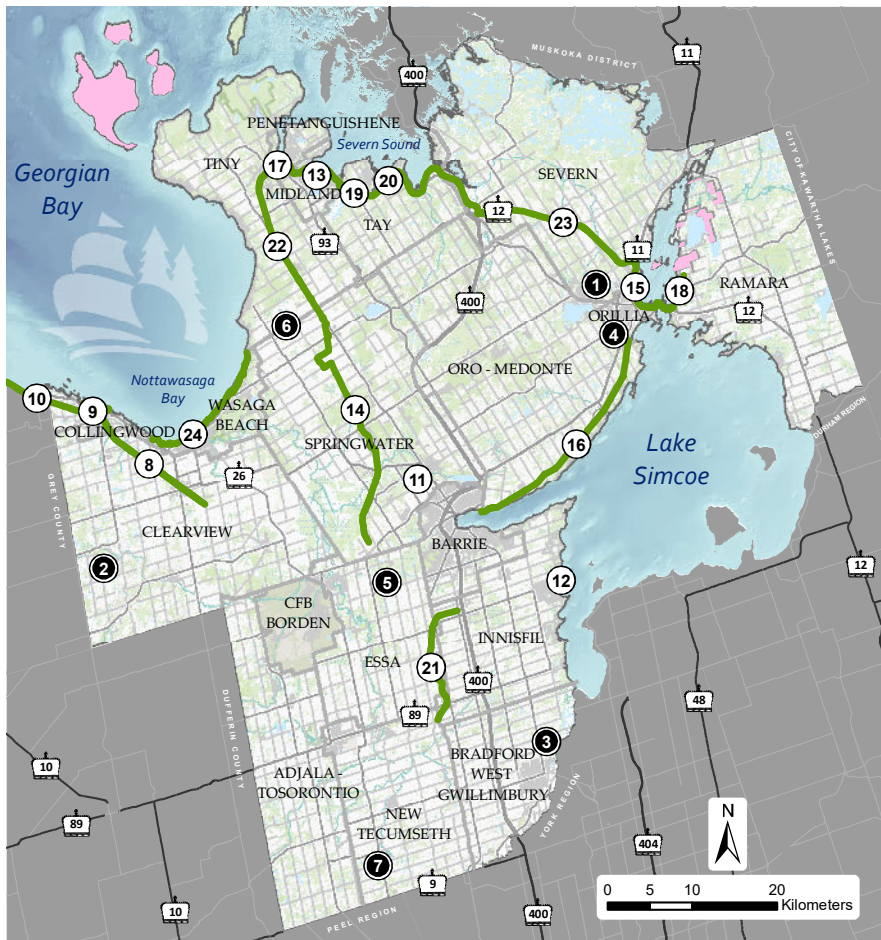 MUSKOKA DISTRICT
11
400
PENETANGUISHENE
Severn Sound
CITY OF KAWARTHA LAKES
Georgian
Bay
TINY
17
13
20
SEVERN
MIDLAND
19
TAY
12
23
22
93
11
1
15
18
RAMARA
400
ORILLIA
12
6
4
ORO - MEDONTE
Nottawasaga
Bay
10
9
WASAGA
BEACH
14
COLLINGWOOD
24
SPRINGWATER
16
Lake
Simcoe
DURHAM REGION
8
26
11
GREY COUNTY
CLEARVIEW
BARRIE
2
5
12
12
CFB
BORDEN
INNISFIL
ESSA
21
400
DUFFERIN COUNTY
89
48
3
10
ADJALA -
TOSORONTIO
BRADFORD
WEST
GWILLIMBURY
YORK REGION
89
NEW
TECUMSETH
N
404
7
9
10
PEEL REGION
400
0 5 10 20
Kilometers